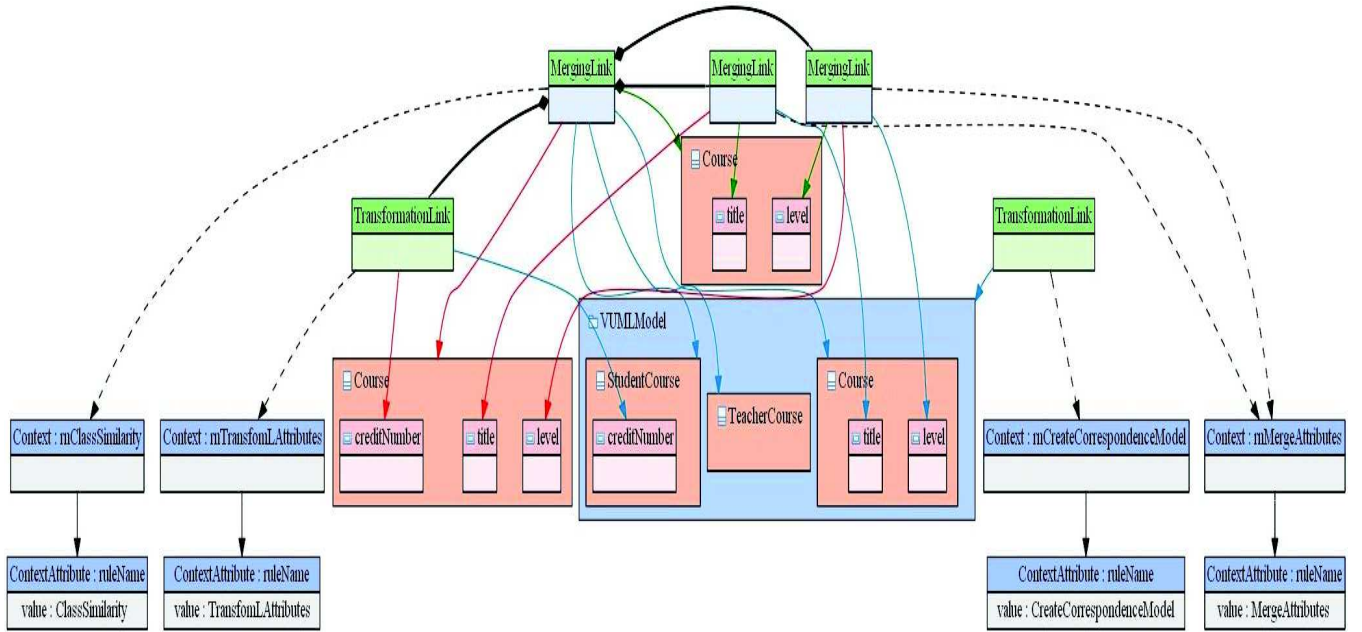 MergingLink
MergingLink
MergingLink
Course
title
level
TransformationLink
TransformationLink
VUMLModel
Course
creditNumber
title
level
StudentCourse
creditNumber
TeacherCourse
Course
title
level
Context : rnClassSimilarity
Context : rnTransfomLAttributes
Context : rnCreateCorrespondenceModel
Context : rnMergeAttributes
ContextAttribute : ruleName
value : ClassSimilarity
ContextAttribute : ruleName
value : TransfomLAttributes
ContextAttribute : ruleName
value : CreateCorrespondenceModel
ContextAttribute : ruleName
value : MergeAttributes